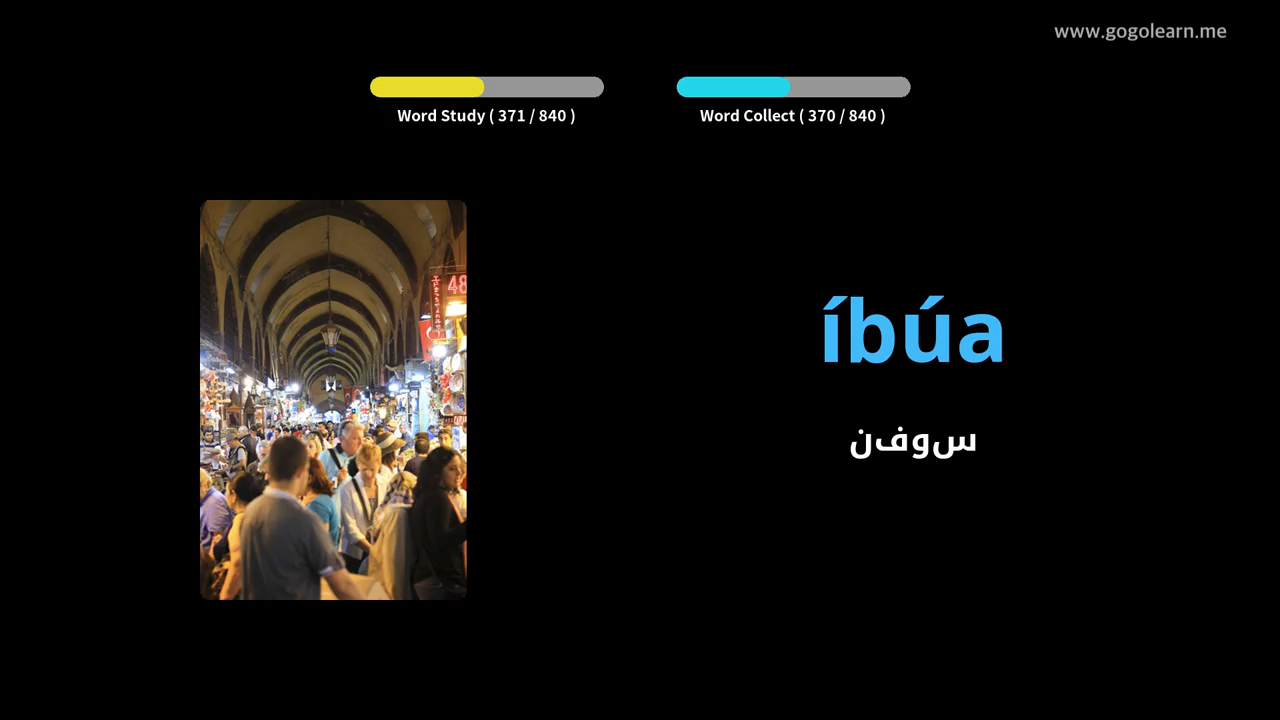 www.gogolearn.me
Word Study ( 371 / 840 )
Word Collect ( 370 / 840 )
48
íbúa
سوفن